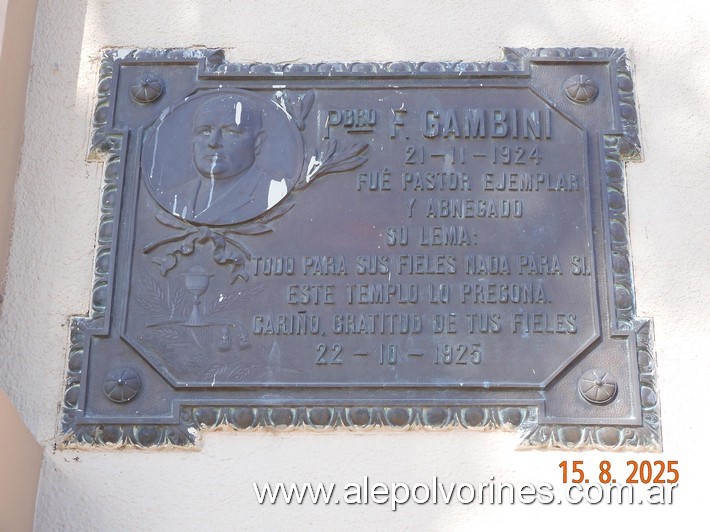 Pbro F. GAMBINI
21-11-1924
FUÉ PASTOR EJEMPLAR
Y ABNEGADO
SU LEMA:
TODO PARA SUS FIELES NADA PARA SI.
ESTE TEMPLO LO PREGONA.
CARIÑO, GRATITUD DE TUS FIELES
22-10-1925
15.8.2025
www.alepolvorines.com.ar